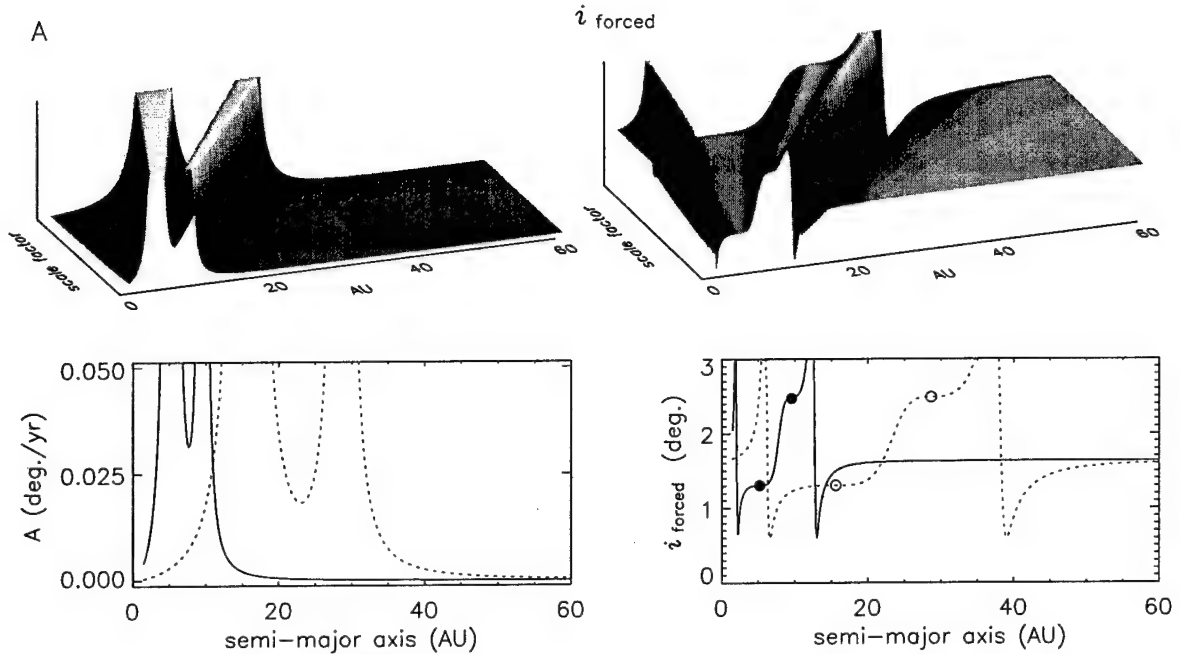 A
scale factor
0
20
AU
40
60
i forced
scale factor
0
20
AU
40
60
A (deg./yr)
0.050
0.025
0.000
0
20
40
60
semi-major axis (AU)
i forced (deg.)
3
2
1
0
0
20
40
60
semi-major axis (AU)